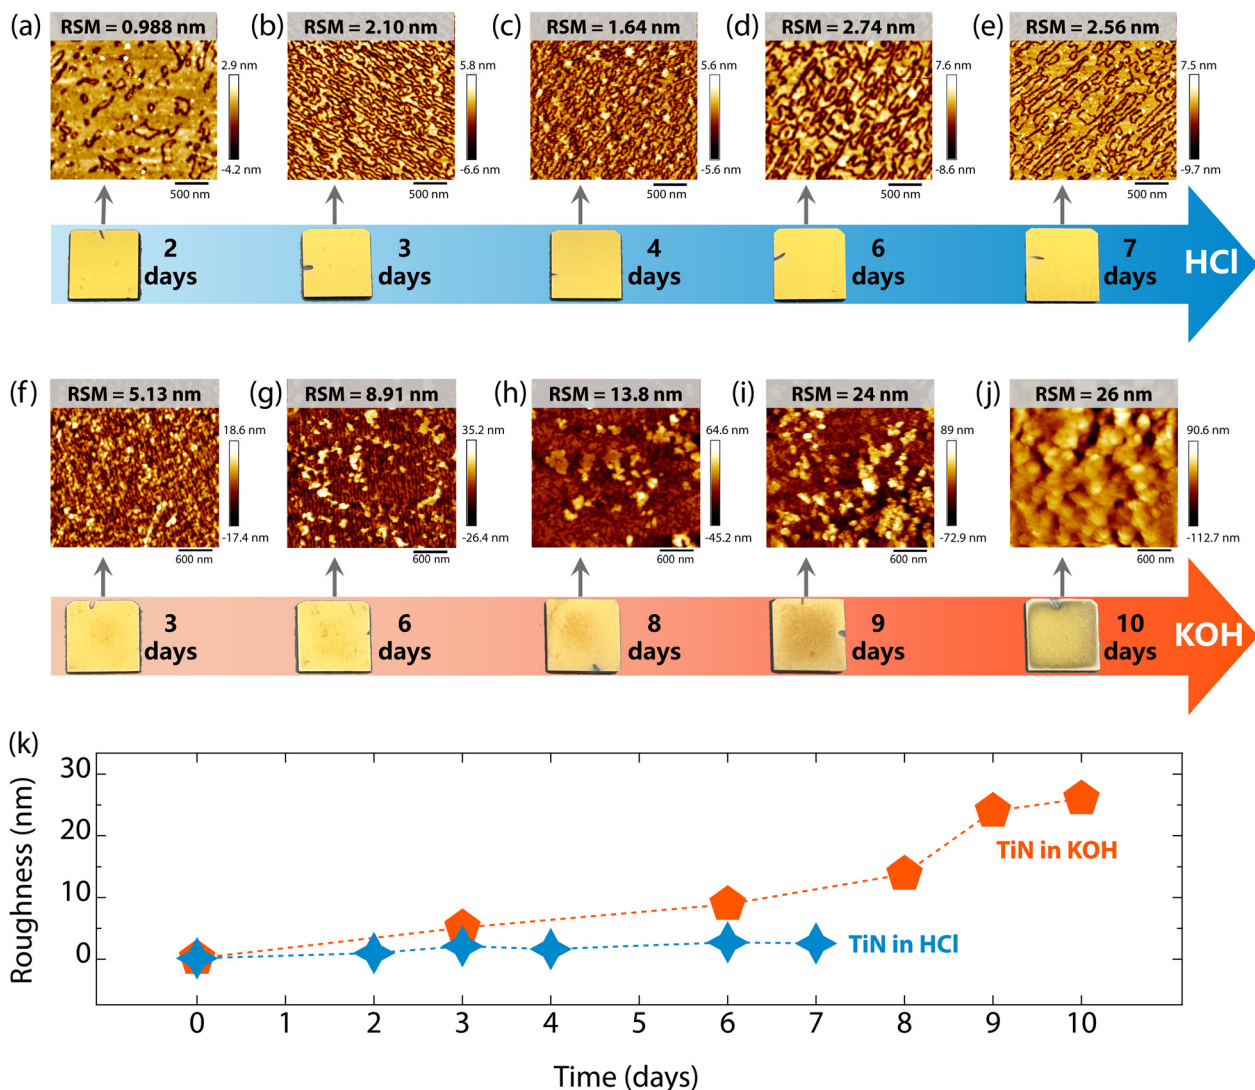 (a) RSM = 0.988 nm
2.9 nm
-4.2 nm
500 nm
(b) RSM = 2.10 nm
5.8 nm
-6.6 nm
500 nm
(c) RSM = 1.64 nm
5.6 nm
-5.6 nm
500 nm
(d) RSM = 2.74 nm
7.6 nm
-8.6 nm
500 nm
(e) RSM = 2.56 nm
7.5 nm
-9.7 nm
500 nm
2
days
3
days
4
days
6
days
7
days
HCl
(f) RSM = 5.13 nm
18.6 nm
-17.4 nm
600 nm
(g) RSM = 8.91 nm
35.2 nm
-26.4 nm
600 nm
(h) RSM = 13.8 nm
64.6 nm
-45.2 nm
600 nm
(i) RSM = 24 nm
89 nm
-72.9 nm
600 nm
(j) RSM = 26 nm
90.6 nm
-112.7 nm
600 nm
3
days
6
days
8
days
9
days
10
days
KOH
(k)
Roughness (nm)
30
20
10
0
TiN in KOH
TiN in HCl
0 1 2 3 4 5 6 7 8 9 10
Time (days)